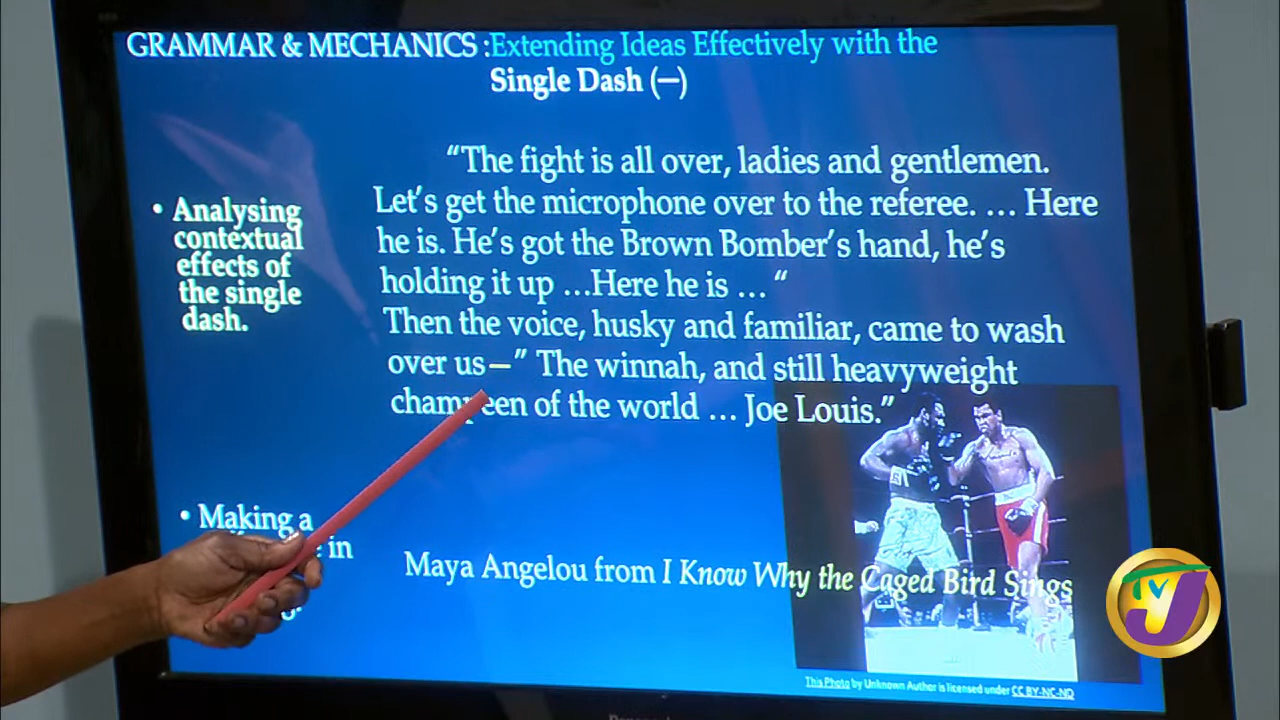 GRAMMAR & MECHANICS :Extending Ideas Effectively with the
Single Dash (–)
“The fight is all over, ladies and gentlemen.
Let’s get the microphone over to the referee. … Here
he is. He’s got the Brown Bomber’s hand, he’s
holding it up …Here he is … “
Then the voice, husky and familiar, came to wash
over us—” The winnah, and still heavyweight
of the world … Joe Louis.”
• Analysing
contextual
effects of
the single
dash.
• Making a
in
Maya Angelou from I Know Why the Caged Bird Sings
This Photo by Unknown Author is licensed under CC BY-NC-ND
TVJ